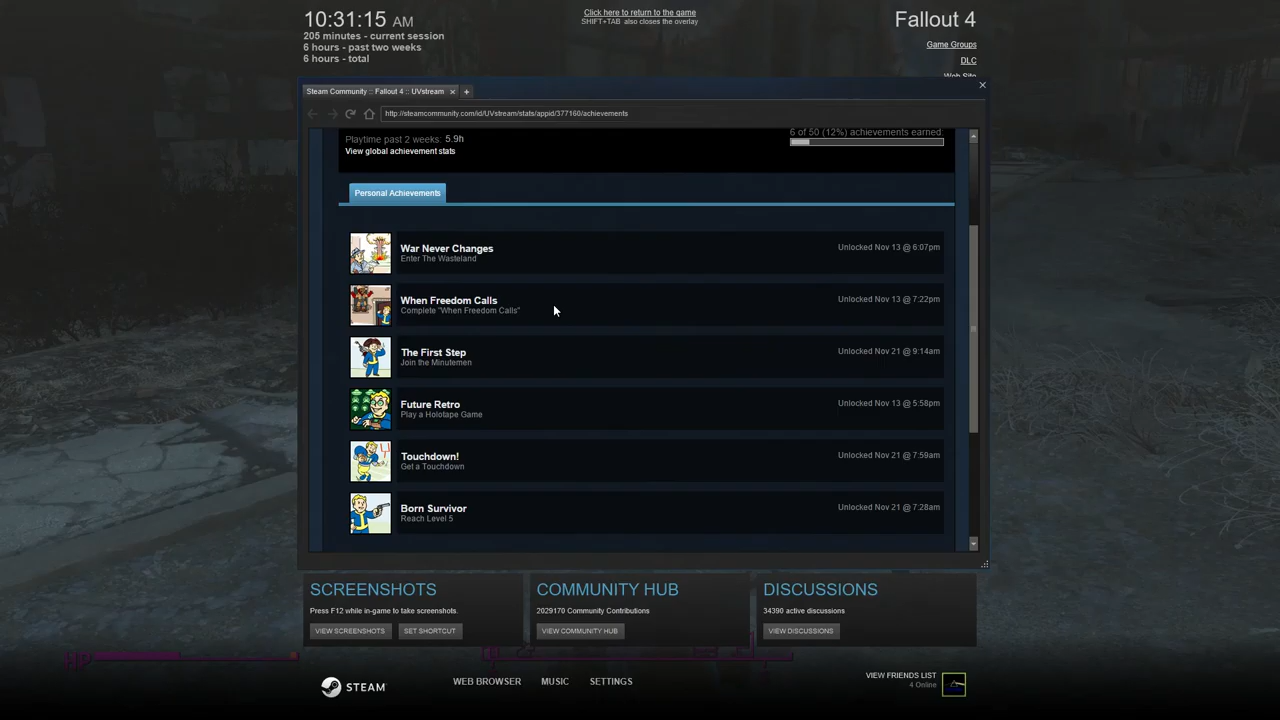 10:31:15 AM
205 minutes - current session
6 hours - past two weeks
6 hours - total
Click here to return to the game
SHIFT+TAB also closes the overlay
Fallout 4
Game Groups
DLC
Web Site
Steam Community :: Fallout 4 :: UVstream
http://steamcommunity.com/id/UVstream/stats/appid/377160/achievements
Playtime past 2 weeks: 5.9h
View global achievement stats
6 of 50 (12%) achievements earned:
Personal Achievements
War Never Changes
Enter The Wasteland
Unlocked Nov 13 @ 6:07pm
When Freedom Calls
Complete "When Freedom Calls"
Unlocked Nov 13 @ 7:22pm
The First Step
Join the Minutemen
Unlocked Nov 21 @ 9:14am
Future Retro
Play a Holotape Game
Unlocked Nov 13 @ 5:58pm
Touchdown!
Get a Touchdown
Unlocked Nov 21 @ 7:59am
Born Survivor
Reach Level 5
Unlocked Nov 21 @ 7:28am
SCREENSHOTS
Press F12 while in-game to take screenshots.
VIEW SCREENSHOTS
SET SHORTCUT
COMMUNITY HUB
2029170 Community Contributions
VIEW COMMUNITY HUB
DISCUSSIONS
34390 active discussions
VIEW DISCUSSIONS
HP
STEAM
WEB BROWSER
MUSIC
SETTINGS
VIEW FRIENDS LIST
4 Online